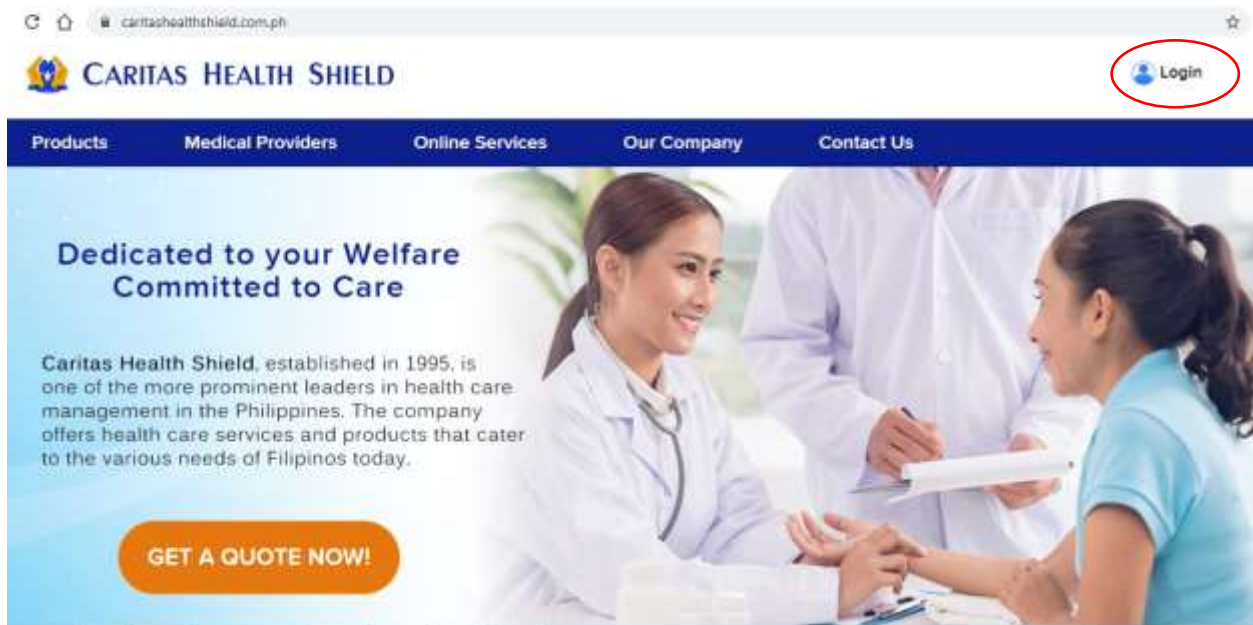 caritashealthshield.com.ph
CARITAS HEALTH SHIELD
Login
Products Medical Providers Online Services Our Company Contact Us
Dedicated to your Welfare
Committed to Care
Caritas Health Shield, established in 1995, is
one of the more prominent leaders in health care
management in the Philippines. The company
offers health care services and products that cater
to the various needs of Filipinos today.
GET A QUOTE NOW!